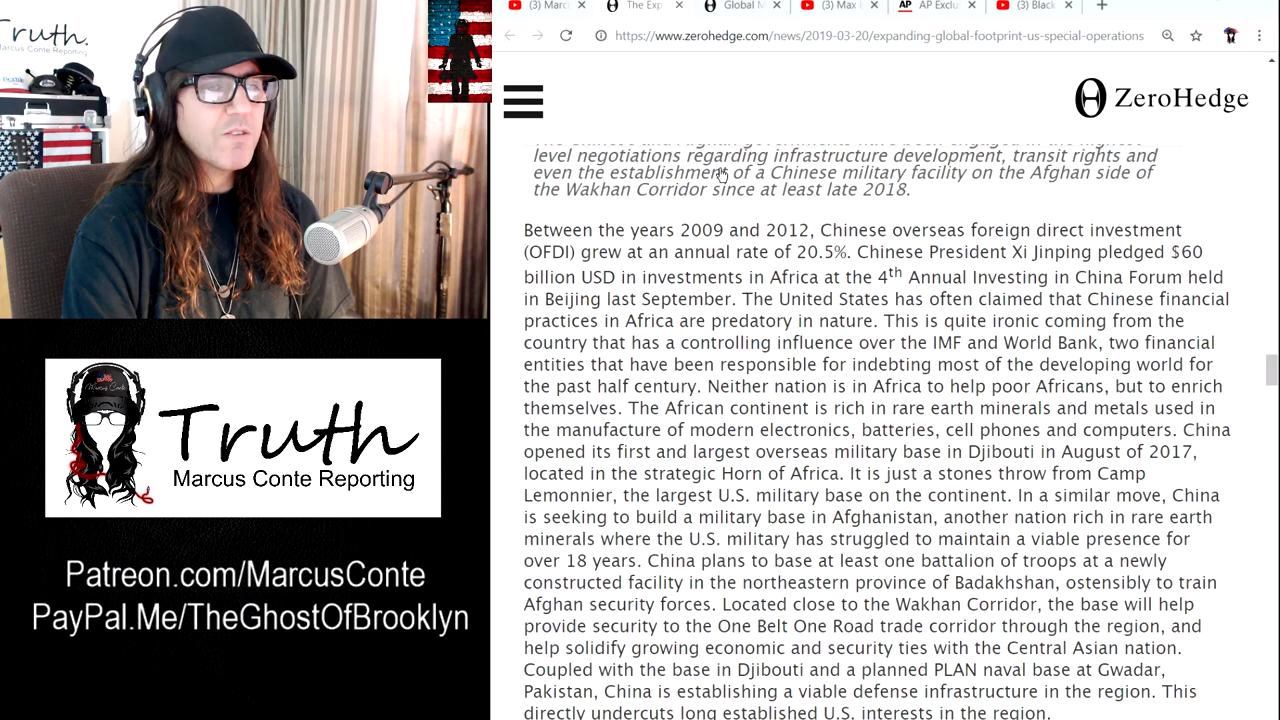 Truth.
Marcus Conte Reporting
(3) Marc
The Exp
Global M
(3) Max
AP
AP Exclu
(3) Black
https://www.zerohedge.com/news/2019-03-20/expanding-global-footprint-us-special-operations
ZeroHedge
level negotiations regarding infrastructure development, transit rights and
even the establishment of a Chinese military facility on the Afghan side of
the Wakhan Corridor since at least late 2018.
Between the years 2009 and 2012, Chinese overseas foreign direct investment
(OFDI) grew at an annual rate of 20.5%. Chinese President Xi Jinping pledged $60
billion USD in investments in Africa at the 4th Annual Investing in China Forum held
in Beijing last September. The United States has often claimed that Chinese financial
practices in Africa are predatory in nature. This is quite ironic coming from the
country that has a controlling influence over the IMF and World Bank, two financial
entities that have been responsible for indebting most of the developing world for
the past half century. Neither nation is in Africa to help poor Africans, but to enrich
themselves. The African continent is rich in rare earth minerals and metals used in
the manufacture of modern electronics, batteries, cell phones and computers. China
opened its first and largest overseas military base in Djibouti in August of 2017,
located in the strategic Horn of Africa. It is just a stones throw from Camp
Lemonnier, the largest U.S. military base on the continent. In a similar move, China
is seeking to build a military base in Afghanistan, another nation rich in rare earth
minerals where the U.S. military has struggled to maintain a viable presence for
over 18 years. China plans to base at least one battalion of troops at a newly
constructed facility in the northeastern province of Badakhshan, ostensibly to train
Afghan security forces. Located close to the Wakhan Corridor, the base will help
provide security to the One Belt One Road trade corridor through the region, and
help solidify growing economic and security ties with the Central Asian nation.
Coupled with the base in Djibouti and a planned PLAN naval base at Gwadar,
Pakistan, China is establishing a viable defense infrastructure in the region. This
directly undercuts long established U.S. interests in the region.
Marcus Conte
Truth
Marcus Conte Reporting
Patreon.com/MarcusConte
PayPal.Me/TheGhostOfBrooklyn